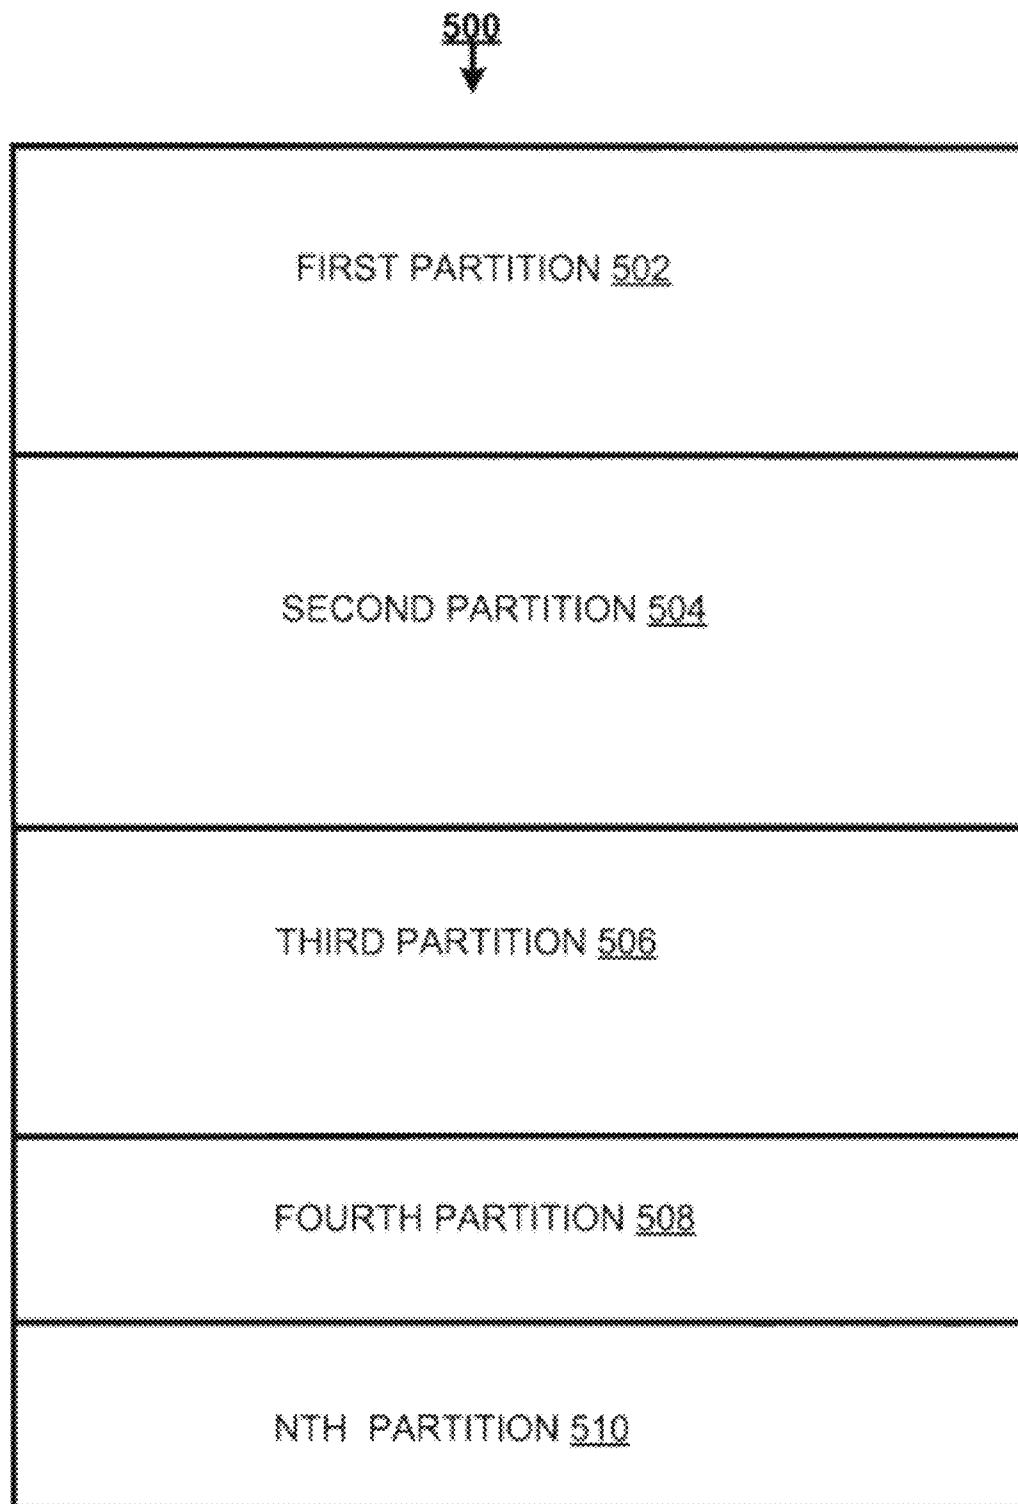 500
FIRST PARTITION 502
SECOND PARTITION 504
THIRD PARTITION 506
FOURTH PARTITION 508
NTH PARTITION 510